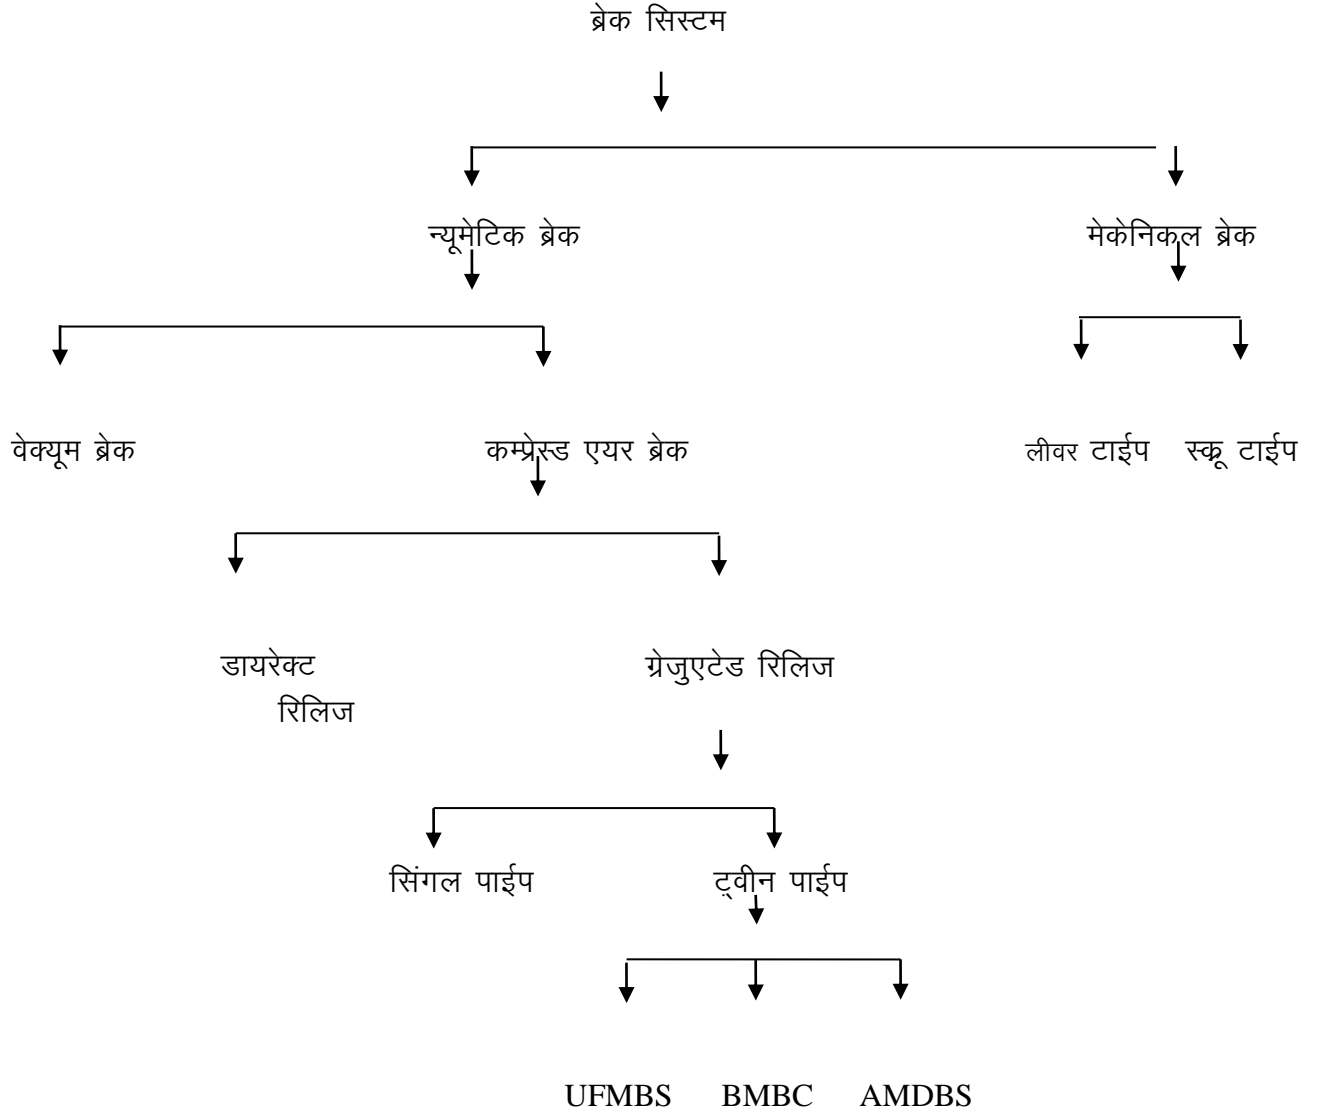 ब्रेक सिस्टम
न्यूमेटिक ब्रेक मेकेनिकल ब्रेक
वेक्यूम ब्रेक कम्प्रेस्ड एयर ब्रेक लीवर टाईप स्क्रू टाईप
डायरेक्ट ग्रेजुएटेड रिलिज
रिलिज
सिंगल पाईप ट्वीन पाईप
UFMBS BMBC AMDBS